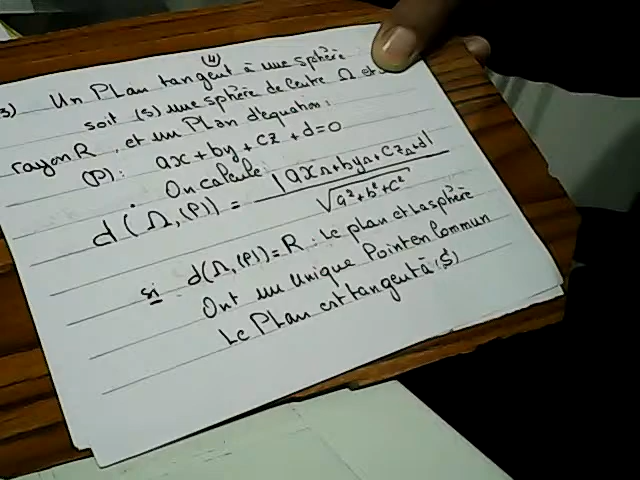 (4)
3) Un Plan tangent à une sphère
soit (S) une sphère de centre Ω et de
rayon R, et un Plan d'equation:
(P): ax + by + cz + d = 0
On calcule:
d(Ω,(P)) = |axΩ + byΩ + czΩ + d| / √a² + b² + c²
si d(Ω,(P)) = R: le plan et la sphère
Ont un unique Point en Commun
Le Plan est tangent à (S)